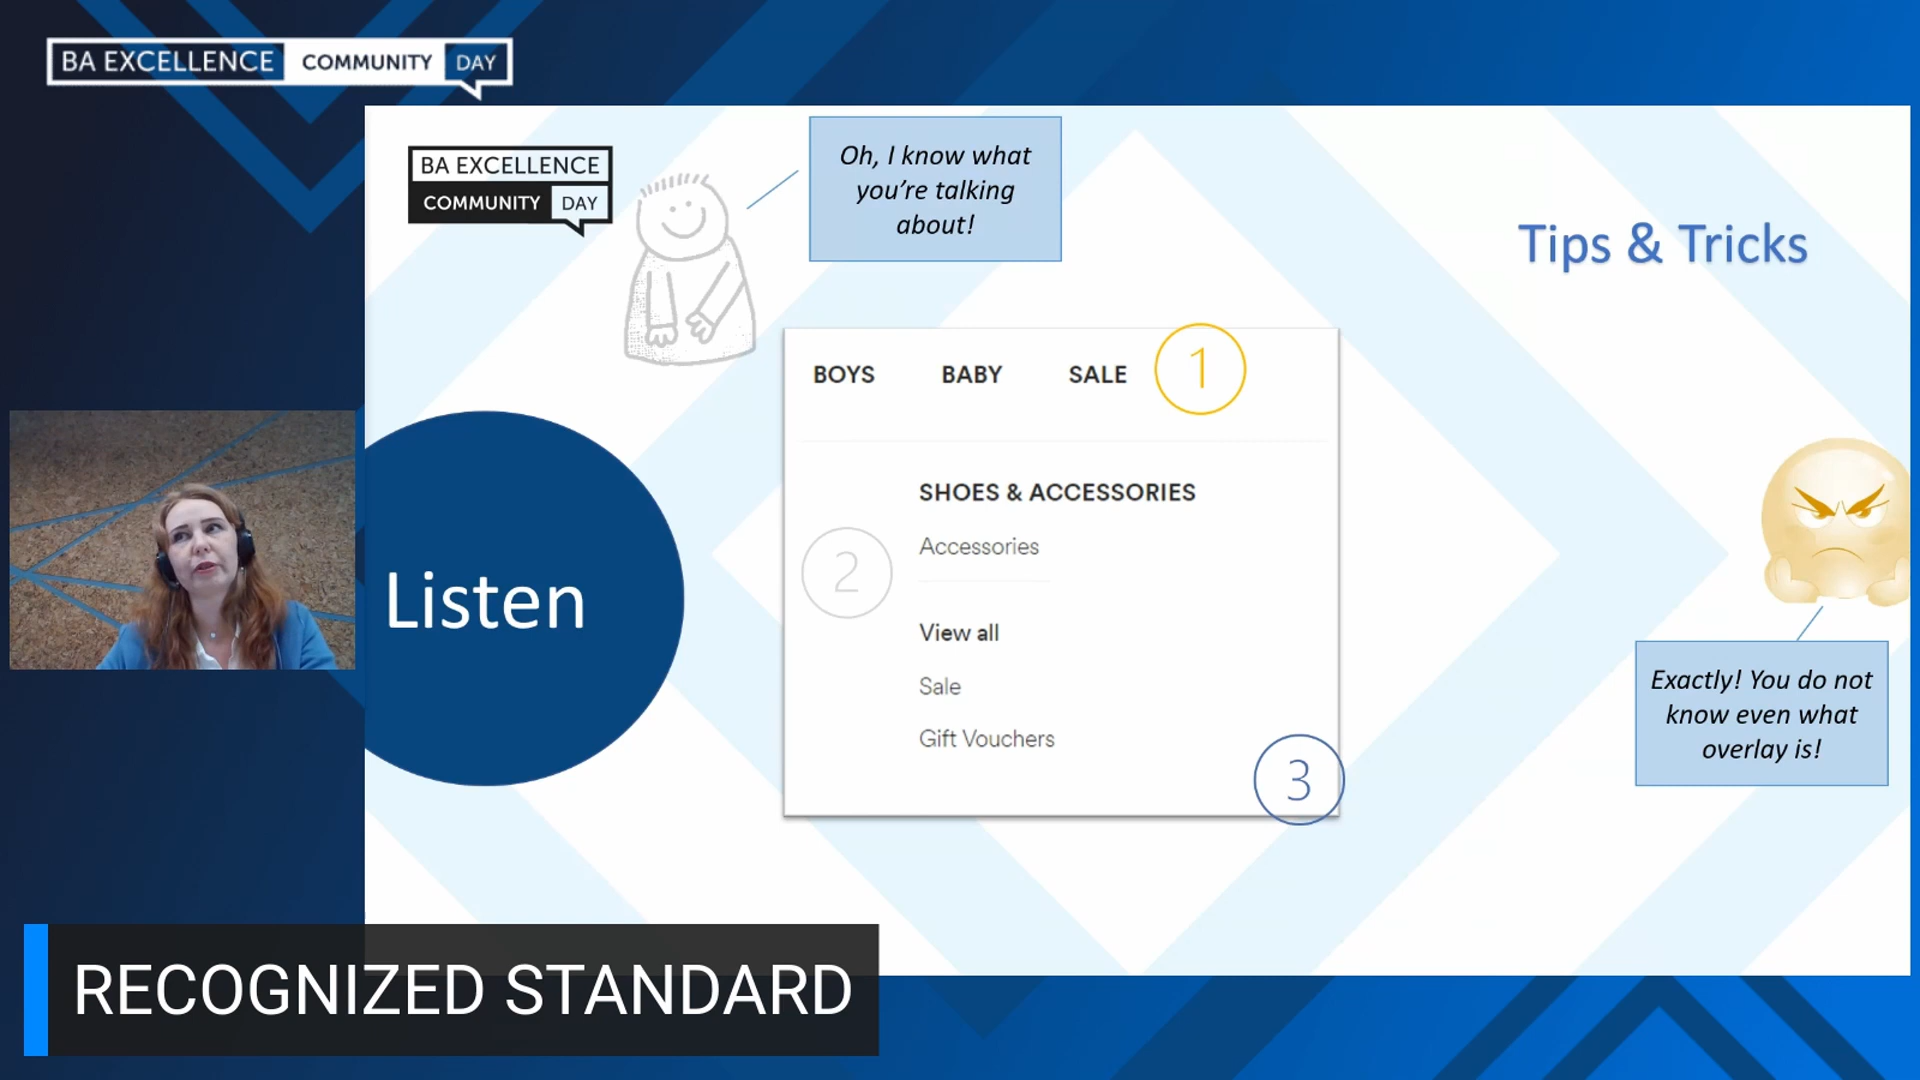 BA EXCELLENCE COMMUNITY DAY
BA EXCELLENCE
COMMUNITY DAY
Oh, I know what
you're talking
about!
Tips & Tricks
BOYS BABY SALE 1
SHOES & ACCESSORIES
Accessories
2
View all
Sale
Gift Vouchers
3
Listen
Exactly! You do not
know even what
overlay is!
RECOGNIZED STANDARD